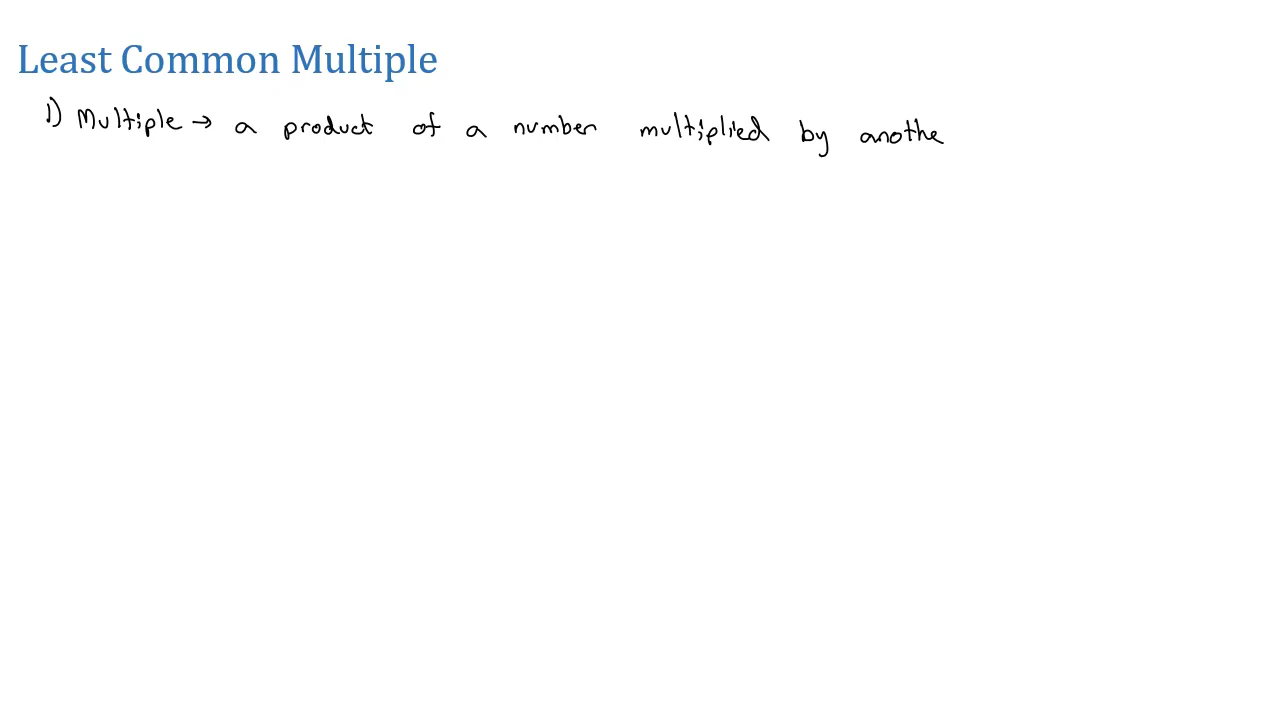 Least Common Multiple
1) Multiple → a product of a number multiplied by anothe